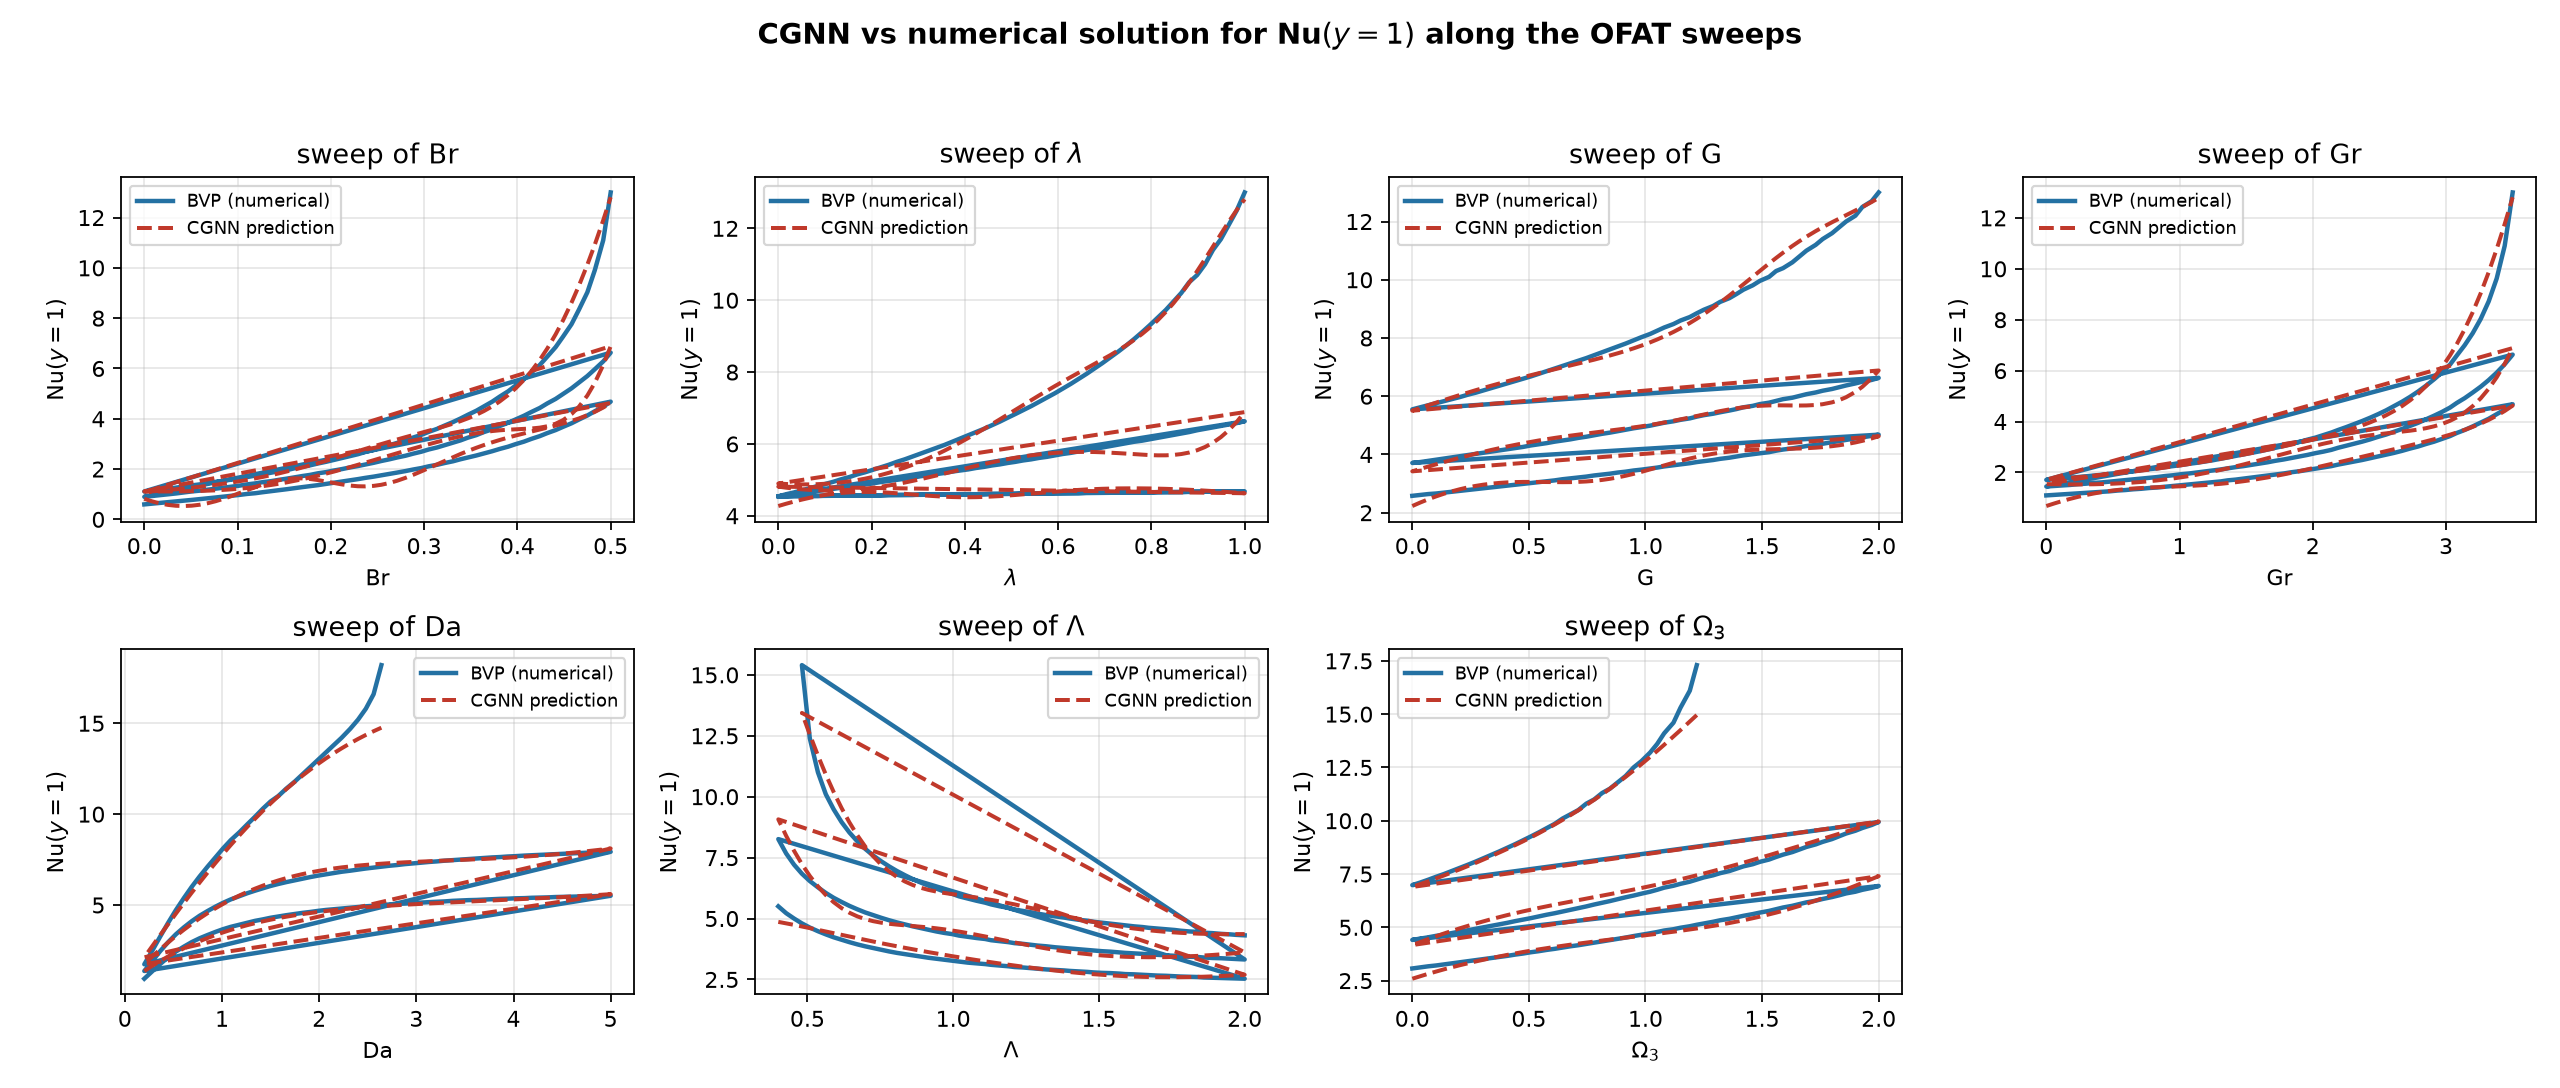 CGNN vs numerical solution for Nu(y = 1) along the OFAT sweeps
sweep of Br
BVP (numerical)
CGNN prediction
Nu(y = 1)
12
10
8
6
4
2
0
0.0 0.1 0.2 0.3 0.4 0.5
Br
sweep of λ
BVP (numerical)
CGNN prediction
Nu(y = 1)
12
10
8
6
4
0.0 0.2 0.4 0.6 0.8 1.0
λ
sweep of G
BVP (numerical)
CGNN prediction
Nu(y = 1)
12
10
8
6
4
2
0.0 0.5 1.0 1.5 2.0
G
sweep of Gr
BVP (numerical)
CGNN prediction
Nu(y = 1)
12
10
8
6
4
2
0 1 2 3
Gr
sweep of Da
BVP (numerical)
CGNN prediction
Nu(y = 1)
15
10
5
0 1 2 3 4 5
Da
sweep of Λ
BVP (numerical)
CGNN prediction
Nu(y = 1)
15.0
12.5
10.0
7.5
5.0
2.5
0.5 1.0 1.5 2.0
Λ
sweep of Ω₃
BVP (numerical)
CGNN prediction
Nu(y = 1)
17.5
15.0
12.5
10.0
7.5
5.0
2.5
0.0 0.5 1.0 1.5 2.0
Ω₃